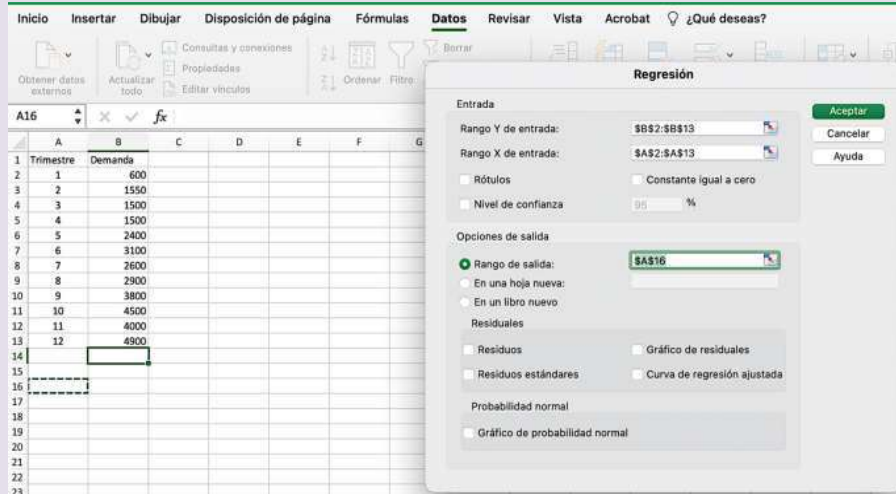 Inicio Insertar Dibujar Disposición de página Fórmulas Datos Revisar Vista Acrobat ¿Qué deseas?
Obtener datos externos
Actualizar todo
Consultas y conexiones
Propiedades
Editar vínculos
Ordenar Filtro
Borrar
A16 fx
A B C D E F G
1 Trimestre Demanda
2 1 600
3 2 1550
4 3 1500
5 4 1500
6 5 2400
7 6 3100
8 7 2600
9 8 2900
10 9 3800
11 10 4500
12 11 4000
13 12 4900
14
15
16
17
18
19
20
21
22
23
Regresión
Entrada
Rango Y de entrada: $B$2:$B$13
Rango X de entrada: $A$2:$A$13
Rótulos Constante igual a cero
Nivel de confianza 95 %
Opciones de salida
Rango de salida: $A$16
En una hoja nueva:
En un libro nuevo
Residuales
Residuos Gráfico de residuales
Residuos estándares Curva de regresión ajustada
Probabilidad normal
Gráfico de probabilidad normal
Aceptar
Cancelar
Ayuda